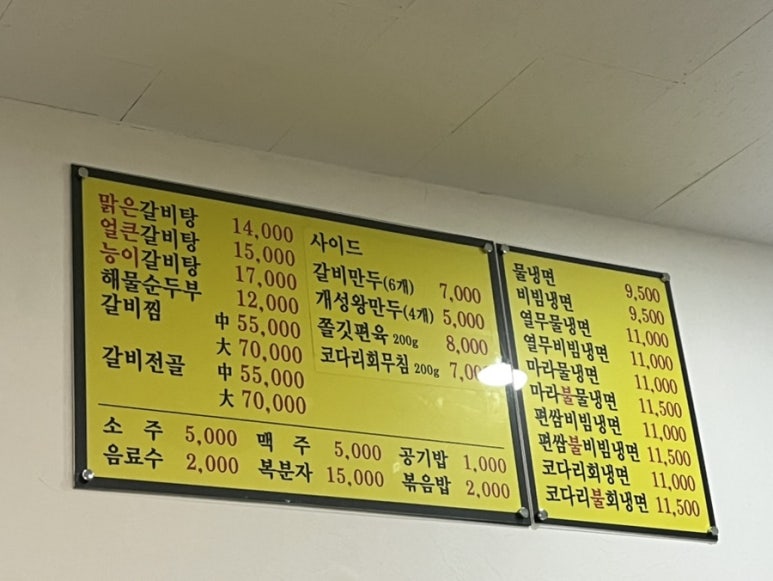 맑은갈비탕 14,000
얼큰갈비탕 15,000
능이갈비탕 17,000
해물순두부 12,000
갈비찜 中 55,000
大 70,000
갈비전골 中 55,000
大 70,000
사이드
갈비만두(6개) 7,000
개성왕만두(4개) 5,000
쫄깃편육 200g 8,000
코다리회무침 200g 7,000
소 주 5,000 맥 주 5,000 공기밥 1,000
음료수 2,000 복분자 15,000 볶음밥 2,000
물냉면 9,500
비빔냉면 9,500
열무물냉면 11,000
열무비빔냉면 11,000
마라물냉면 11,000
마라불물냉면 11,500
편쌈비빔냉면 11,000
편쌈불비빔냉면 11,500
코다리회냉면 11,000
코다리불회냉면 11,500